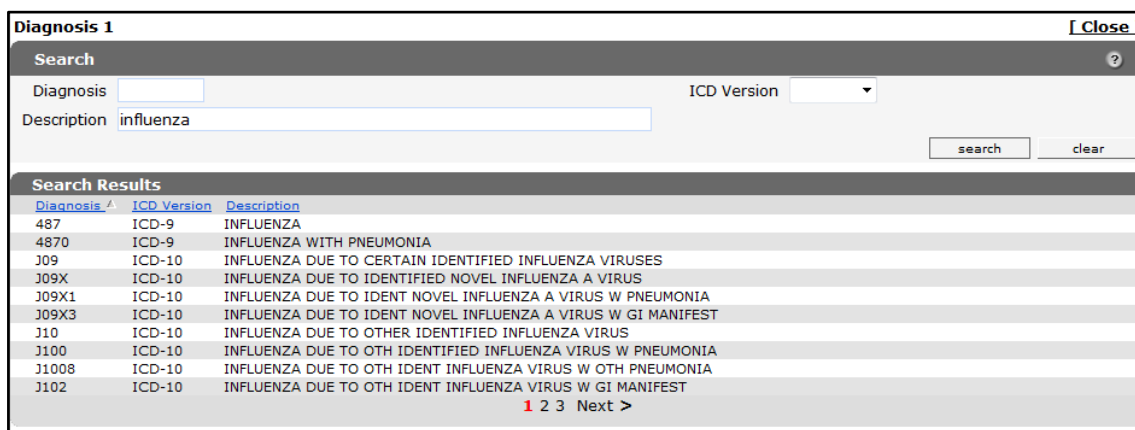 Diagnosis 1 [ Close
Search ?
Diagnosis ICD Version
Description influenza
search clear
Search Results
Diagnosis ICD Version Description
487 ICD-9 INFLUENZA
4870 ICD-9 INFLUENZA WITH PNEUMONIA
J09 ICD-10 INFLUENZA DUE TO CERTAIN IDENTIFIED INFLUENZA VIRUSES
J09X ICD-10 INFLUENZA DUE TO IDENTIFIED NOVEL INFLUENZA A VIRUS
J09X1 ICD-10 INFLUENZA DUE TO IDENT NOVEL INFLUENZA A VIRUS W PNEUMONIA
J09X3 ICD-10 INFLUENZA DUE TO IDENT NOVEL INFLUENZA A VIRUS W GI MANIFEST
J10 ICD-10 INFLUENZA DUE TO OTHER IDENTIFIED INFLUENZA VIRUS
J100 ICD-10 INFLUENZA DUE TO OTH IDENTIFIED INFLUENZA VIRUS W PNEUMONIA
J1008 ICD-10 INFLUENZA DUE TO OTH IDENT INFLUENZA VIRUS W OTH PNEUMONIA
J102 ICD-10 INFLUENZA DUE TO OTH IDENT INFLUENZA VIRUS W GI MANIFEST
1 2 3 Next >